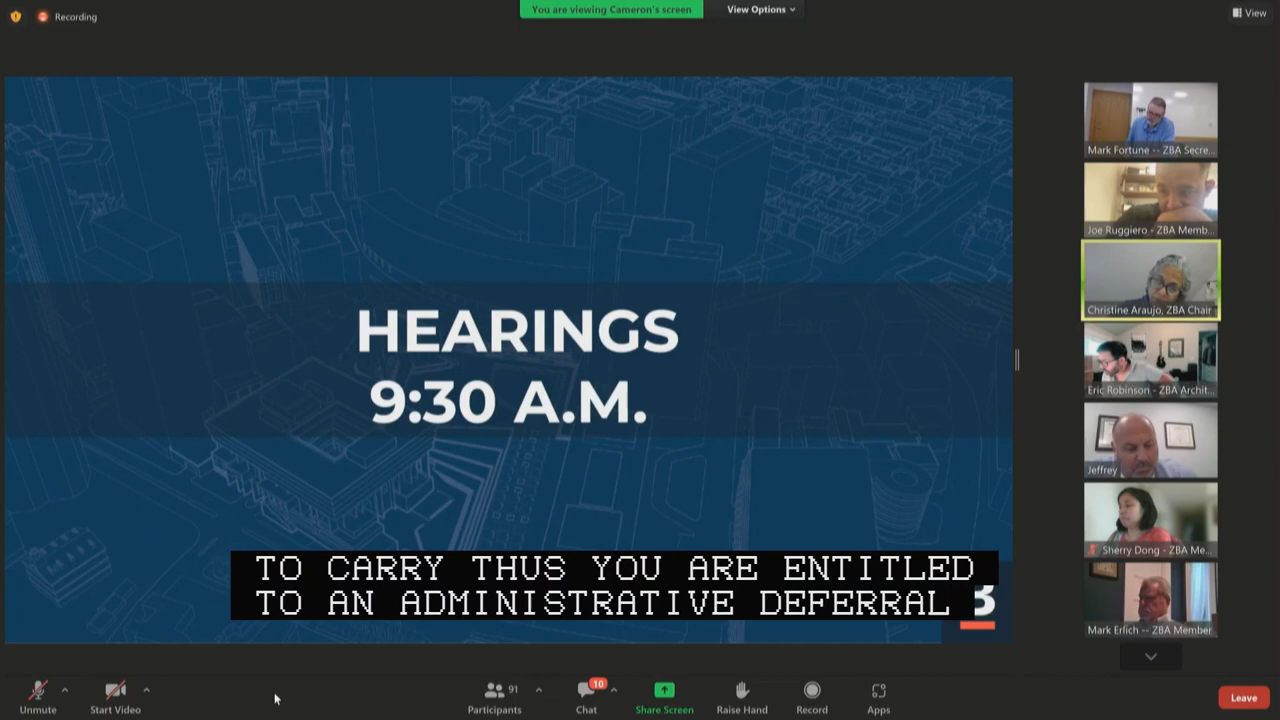 Recording
You are viewing Cameron's screen
View Options
View
HEARINGS
9:30 A.M.
TO CARRY THUS YOU ARE ENTITLED
TO AN ADMINISTRATIVE DEFERRAL
B
Mark Fortune -- ZBA Secre...
Joe Ruggiero - ZBA Memb...
Christine Araujo, ZBA Chair
Eric Robinson - ZBA Archit...
Jeffrey
Sherry Dong - ZBA Me...
Mark Erlich -- ZBA Member
Unmute
Start Video
91
Participants
10
Chat
Share Screen
Raise Hand
Record
Apps
Leave